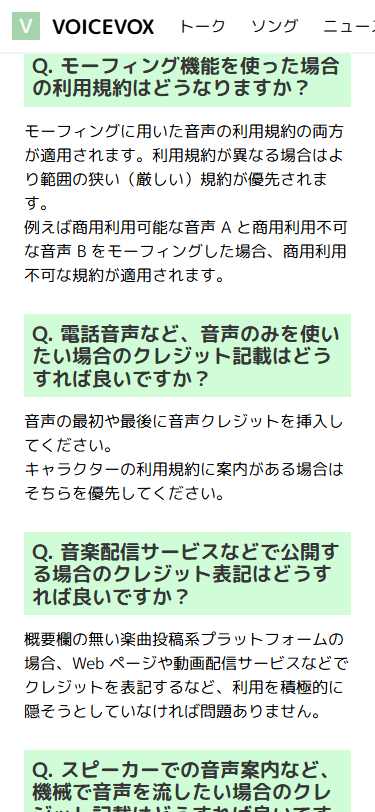 V VOICEVOX トーク ソング ニュース
Q. モーフィング機能を使った場合
の利用規約はどうなりますか？
モーフィングに用いた音声の利用規約の両方
が適用されます。利用規約が異なる場合はよ
り範囲の狭い（厳しい）規約が優先されま
す。
例えば商用利用可能な音声 A と商用利用不可
な音声 B をモーフィングした場合、商用利用
不可な規約が適用されます。
Q. 電話音声など、音声のみを使い
たい場合のクレジット記載はどう
すれば良いですか？
音声の最初や最後に音声クレジットを挿入し
てください。
キャラクターの利用規約に案内がある場合は
そちらを優先してください。
Q. 音楽配信サービスなどで公開す
る場合のクレジット表記はどうす
れば良いですか？
概要欄の無い楽曲投稿系プラットフォームの
場合、Web ページや動画配信サービスなどで
クレジットを表記するなど、利用を積極的に
隠そうとしていなければ問題ありません。
Q. スピーカーでの音声案内など、
機械で音声を流したい場合のクレ
ジット記載はどうすれば良いです